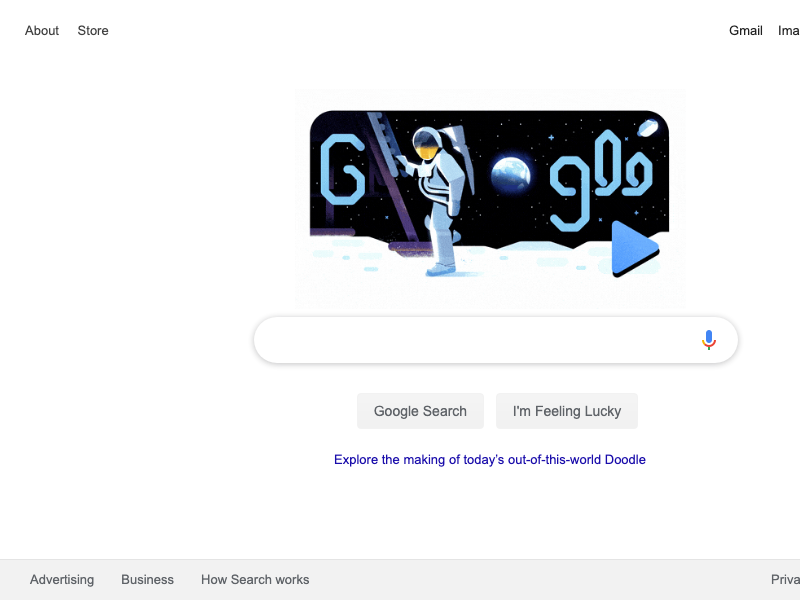 About Store
Gmail Ima
G gle
Google Search I'm Feeling Lucky
Explore the making of today's out-of-this-world Doodle
Advertising Business How Search works
Priva